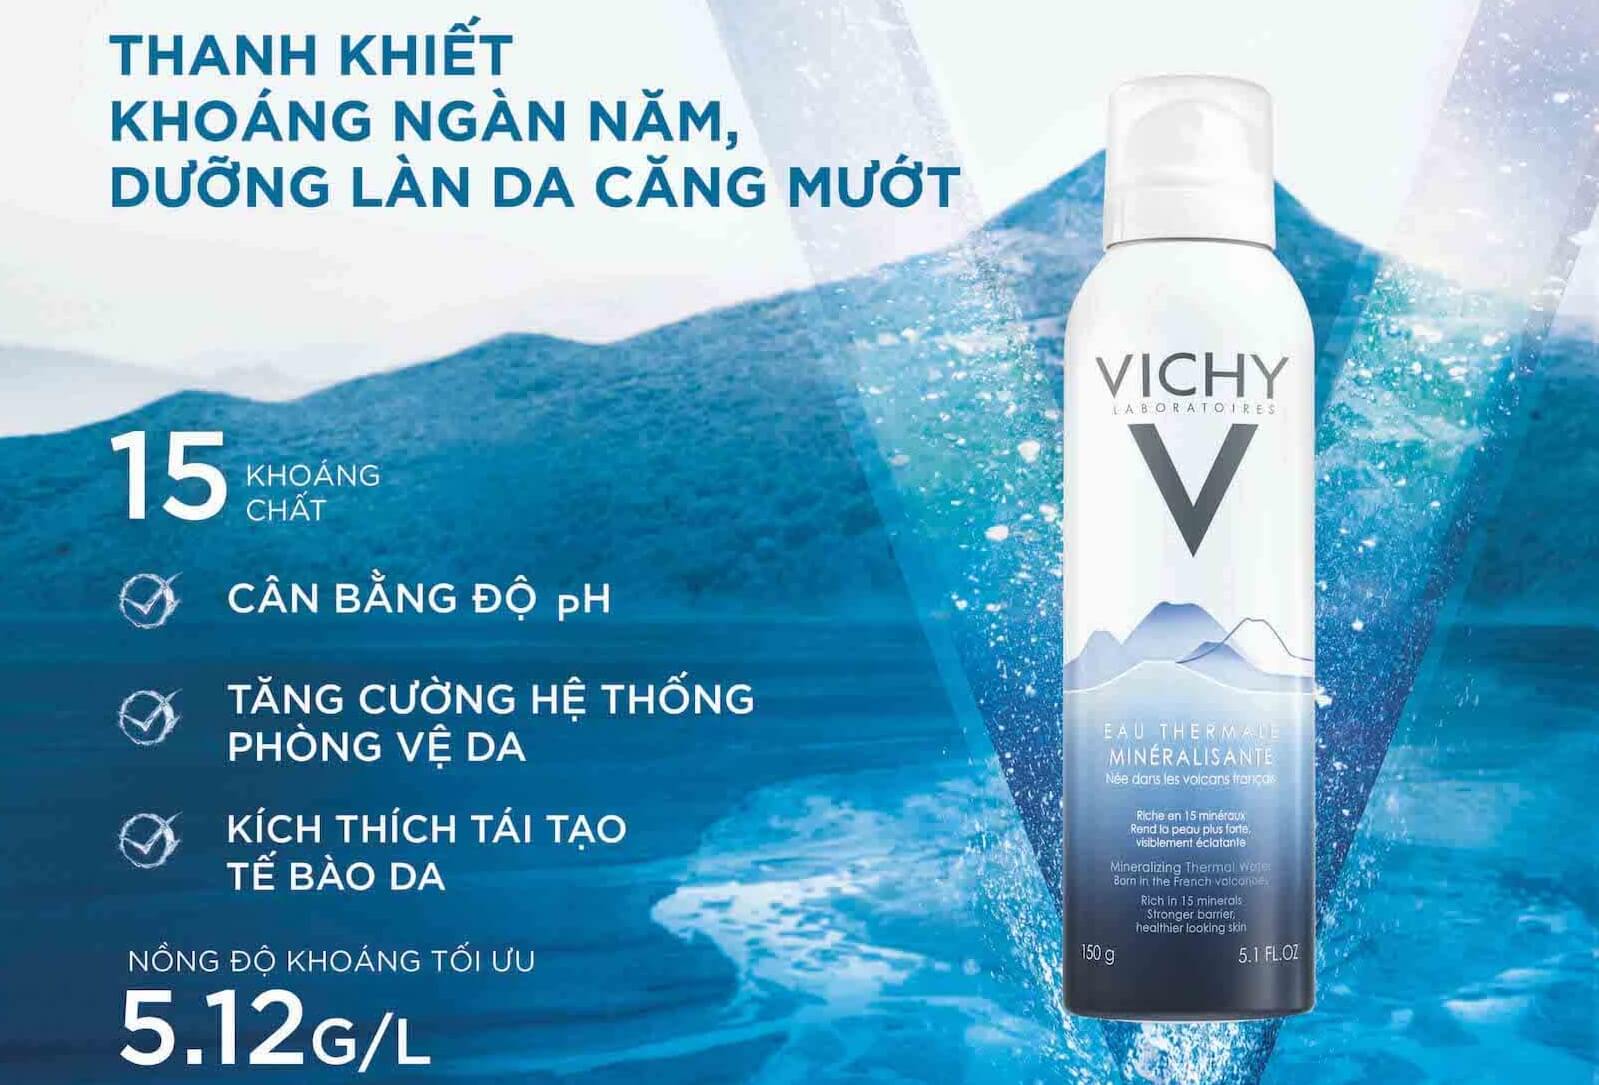 THANH KHIẾT
KHOÁNG NGÀN NĂM,
DƯỠNG LÀN DA CĂNG MƯỚT
15 KHOÁNG
CHẤT
CÂN BẰNG ĐỘ pH
TĂNG CƯỜNG HỆ THỐNG
PHÒNG VỆ DA
KÍCH THÍCH TÁI TẠO
TẾ BÀO DA
NỒNG ĐỘ KHOÁNG TỐI ƯU
5.12G/L
VICHY
LABORATOIRES
V
EAU THERMALE
MINÉRALISANTE
Née dans les volcans français
Riche en 15 minéraux
Rend la peau plus forte,
visiblement éclatante
Mineralizing Thermal Water
Born in the French volcanoes
Rich in 15 minerals
Stronger barrier,
healthier looking skin
150 g 5.1 FL.OZ